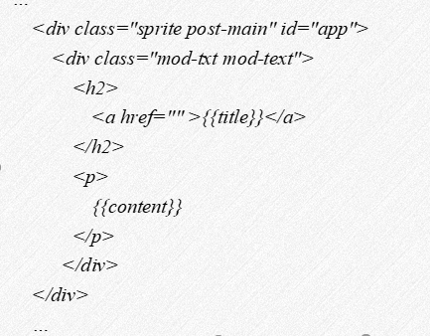 ...
<div class="sprite post-main" id="app">
<div class="mod-txt mod-text">
<h2>
<a href="" >{{title}}</a>
</h2>
<p>
{{content}}
</p>
</div>
</div>
...